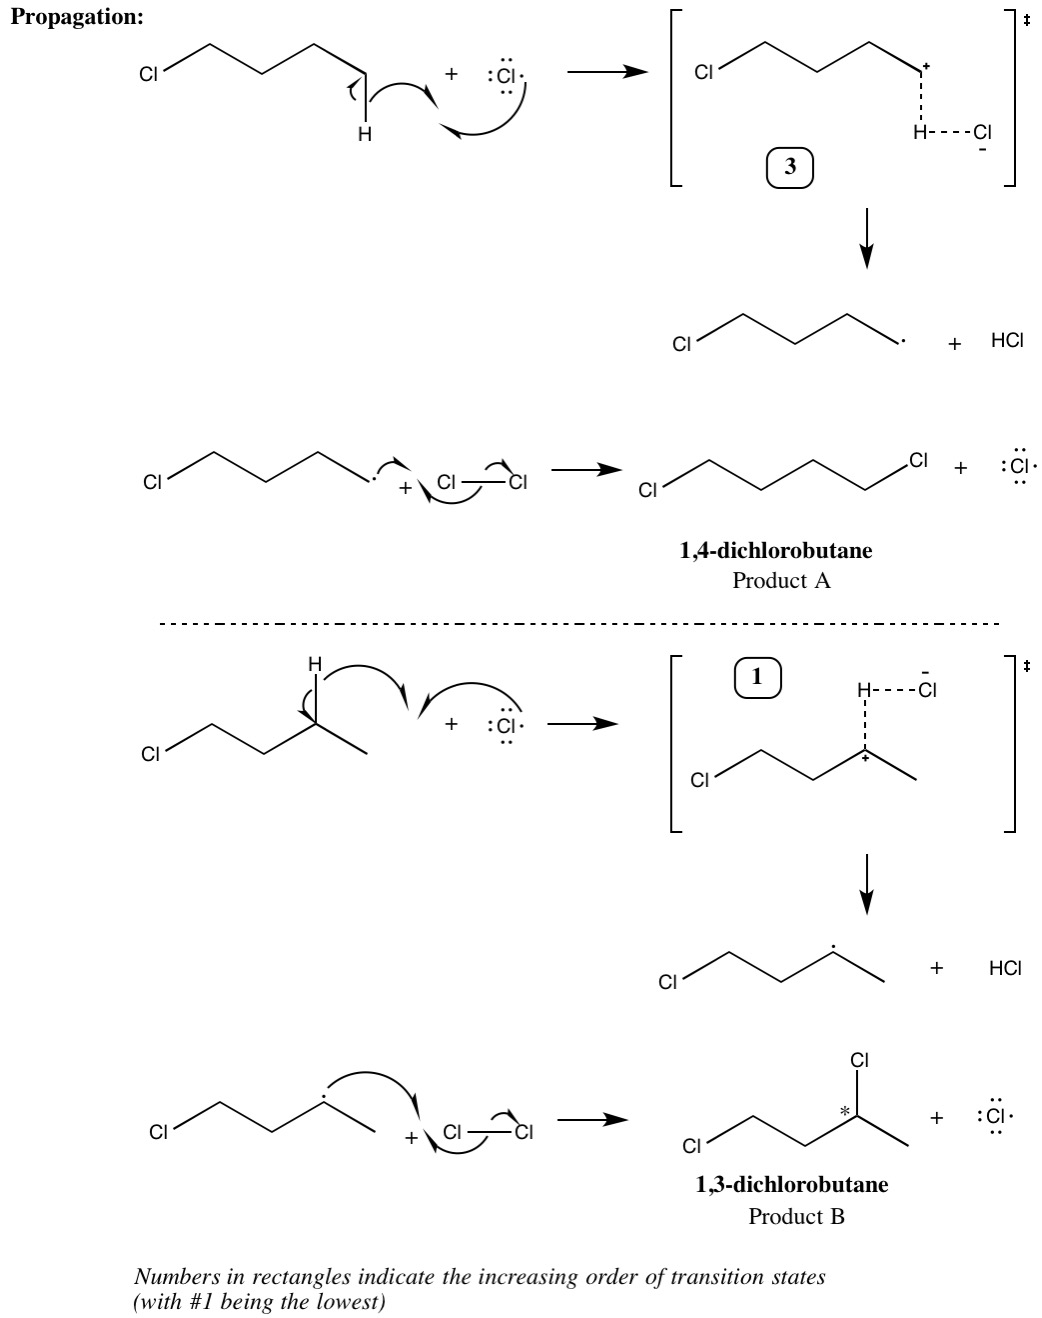 Propagation:
Cl H + :Cl· ‡ Cl + H Cl -
3
Cl · + HCl
Cl · + Cl Cl Cl Cl + :Cl·
1,4-dichlorobutane
Product A
H Cl + :Cl· ‡ 1 H Cl - Cl +
Cl · + HCl
Cl · + Cl Cl Cl * Cl + :Cl·
1,3-dichlorobutane
Product B
Numbers in rectangles indicate the increasing order of transition states
(with #1 being the lowest)